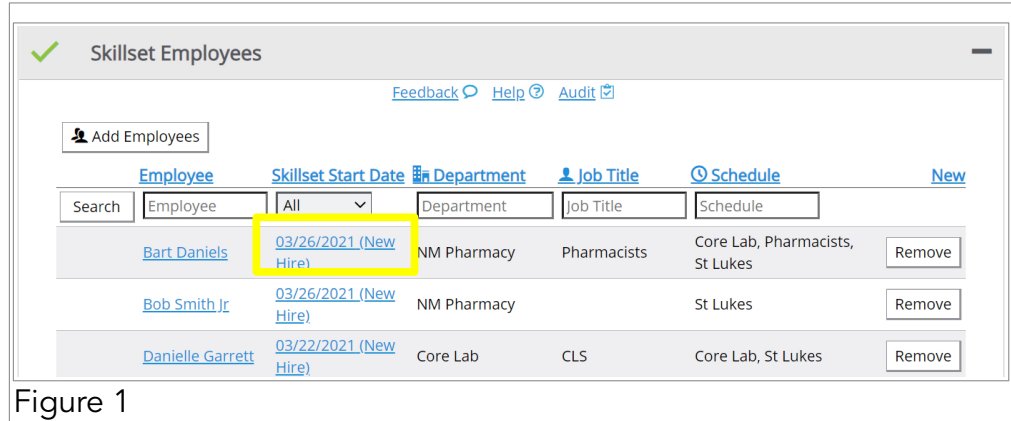 Skillset Employees
Feedback Help Audit
Add Employees
Employee Skillset Start Date Department Job Title Schedule New
Search Employee All Department Job Title Schedule
Bart Daniels 03/26/2021 (New Hire) NM Pharmacy Pharmacists Core Lab, Pharmacists, St Lukes Remove
Bob Smith Jr 03/26/2021 (New Hire) NM Pharmacy St Lukes Remove
Danielle Garrett 03/22/2021 (New Hire) Core Lab CLS Core Lab, St Lukes Remove
Figure 1